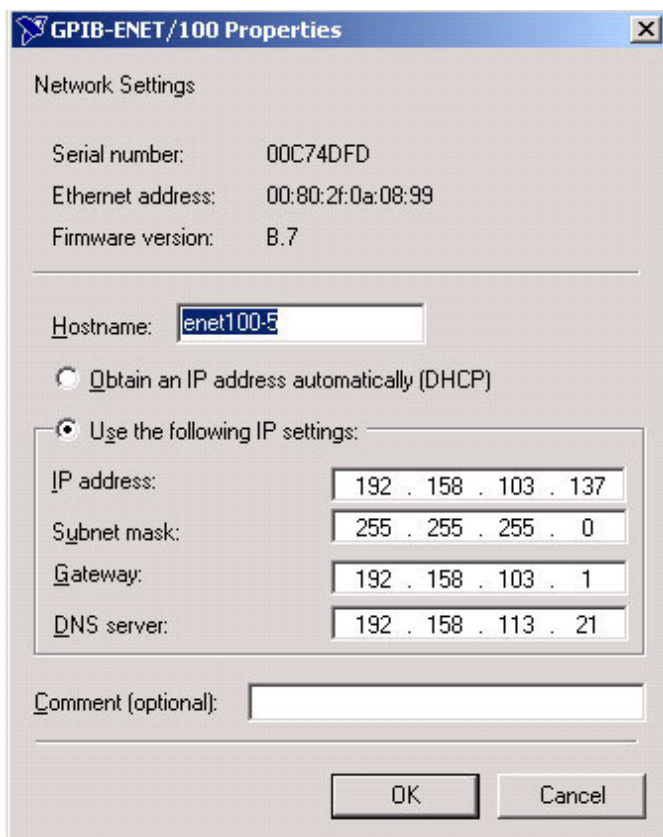 GPIB-ENET/100 Properties
Network Settings
Serial number: 00C74DFD
Ethernet address: 00:80:2f:0a:08:99
Firmware version: B.7
Hostname: enet100-5
Obtain an IP address automatically (DHCP)
Use the following IP settings:
IP address: 192 . 158 . 103 . 137
Subnet mask: 255 . 255 . 255 . 0
Gateway: 192 . 158 . 103 . 1
DNS server: 192 . 158 . 113 . 21
Comment (optional):
OK Cancel